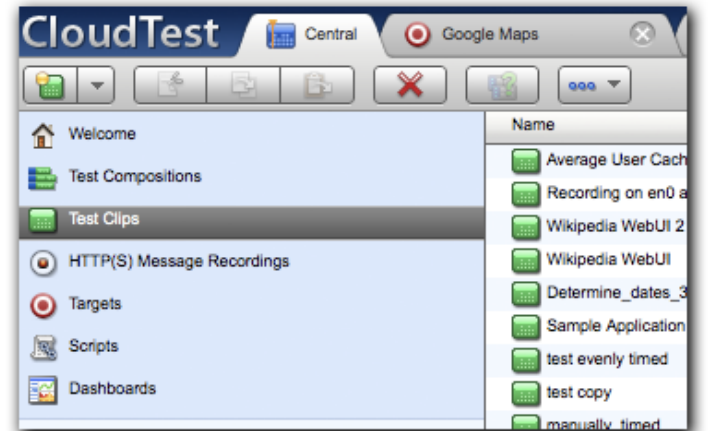 CloudTest
Central
Google Maps
Welcome
Test Compositions
Test Clips
HTTP(S) Message Recordings
Targets
Scripts
Dashboards
Name
Average User Cach
Recording on en0 a
Wikipedia WebUI 2
Wikipedia WebUI
Determine_dates_3
Sample Application
test evenly timed
test copy
manually_timed